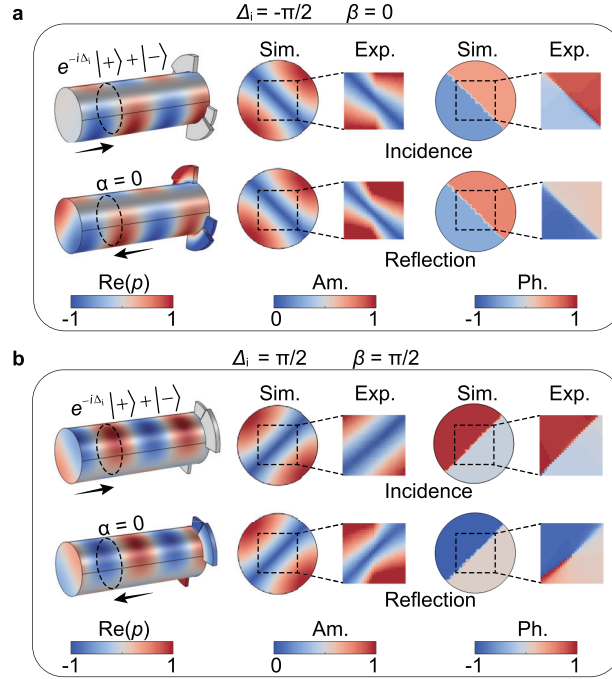 a
Δi = -π/2 β = 0
e^{-iΔi} |+⟩+|−⟩
Sim. Exp. Sim. Exp.
Incidence
α = 0
Reflection
Re(p) Am. Ph.
-1 1 0 1 -1 1
b
Δi = π/2 β = π/2
e^{-iΔi} |+⟩+|−⟩
Sim. Exp. Sim. Exp.
Incidence
α = 0
Reflection
Re(p) Am. Ph.
-1 1 0 1 -1 1